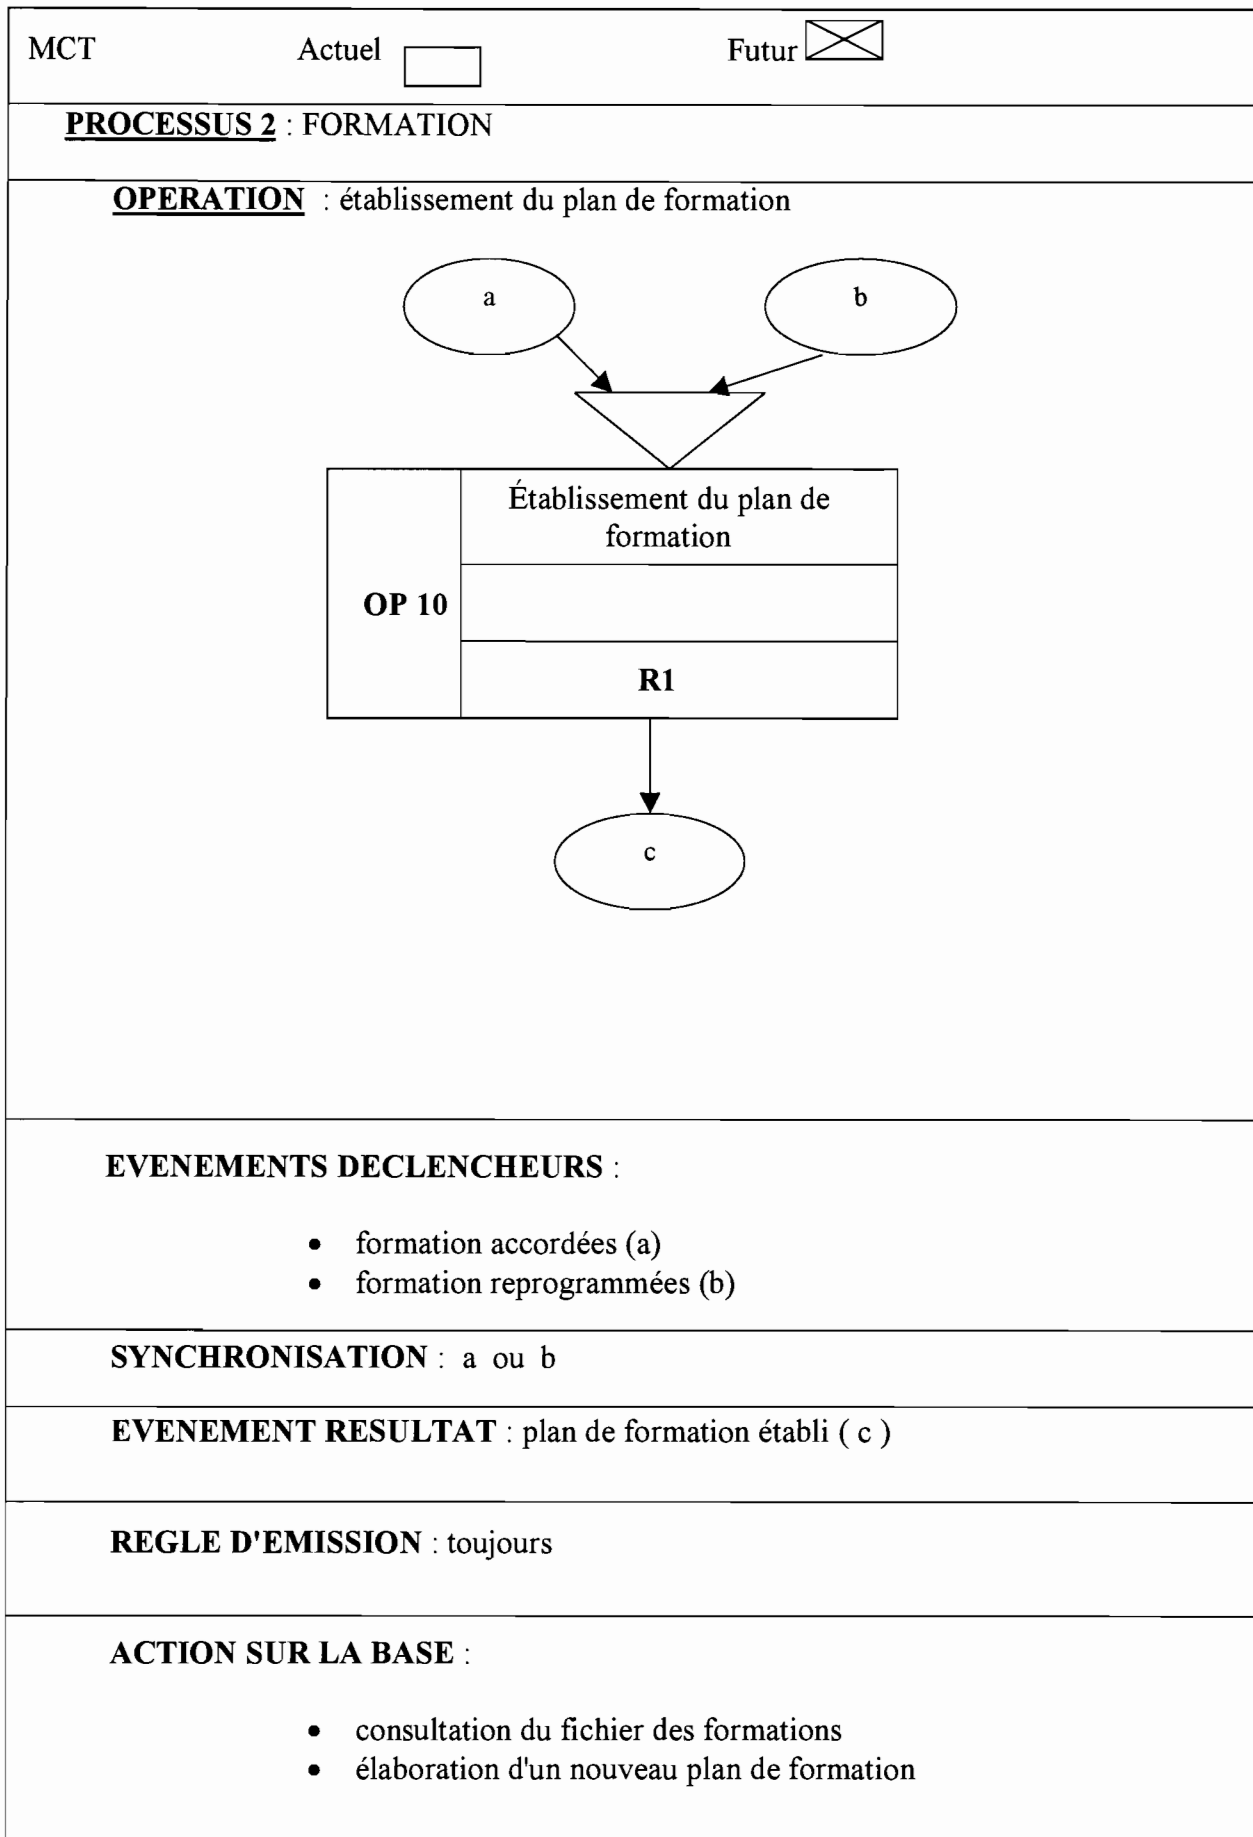 MCT Actuel Futur
PROCESSUS 2 : FORMATION
OPERATION : établissement du plan de formation
a b
Établissement du plan de
formation
OP 10
R1
c
EVENEMENTS DECLENCHEURS :
• formation accordées (a)
• formation reprogrammées (b)
SYNCHRONISATION : a ou b
EVENEMENT RESULTAT : plan de formation établi ( c )
REGLE D'EMISSION : toujours
ACTION SUR LA BASE :
• consultation du fichier des formations
• élaboration d'un nouveau plan de formation